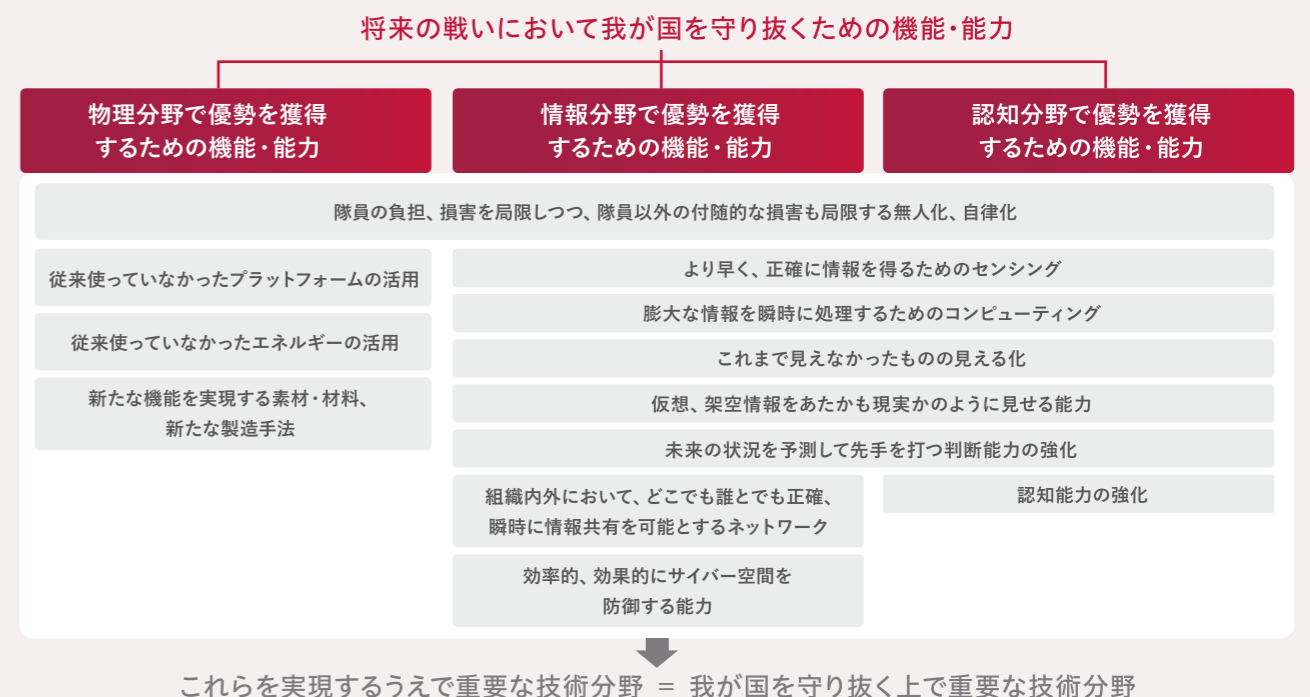 将来の戦いにおいて我が国を守り抜くための機能・能力
物理分野で優勢を獲得
するための機能・能力
情報分野で優勢を獲得
するための機能・能力
認知分野で優勢を獲得
するための機能・能力
隊員の負担、損害を局限しつつ、隊員以外の付随的な損害も局限する無人化、自律化
従来使っていなかったプラットフォームの活用
従来使っていなかったエネルギーの活用
新たな機能を実現する素材・材料、
新たな製造手法
より早く、正確に情報を得るためのセンシング
膨大な情報を瞬時に処理するためのコンピューティング
これまで見えなかったものの見える化
仮想、架空情報をあたかも現実かのように見せる能力
未来の状況を予測して先手を打つ判断能力の強化
組織内外において、どこでも誰とでも正確、
瞬時に情報共有を可能とするネットワーク
認知能力の強化
効率的、効果的にサイバー空間を
防御する能力
これらを実現するうえで重要な技術分野 = 我が国を守り抜く上で重要な技術分野